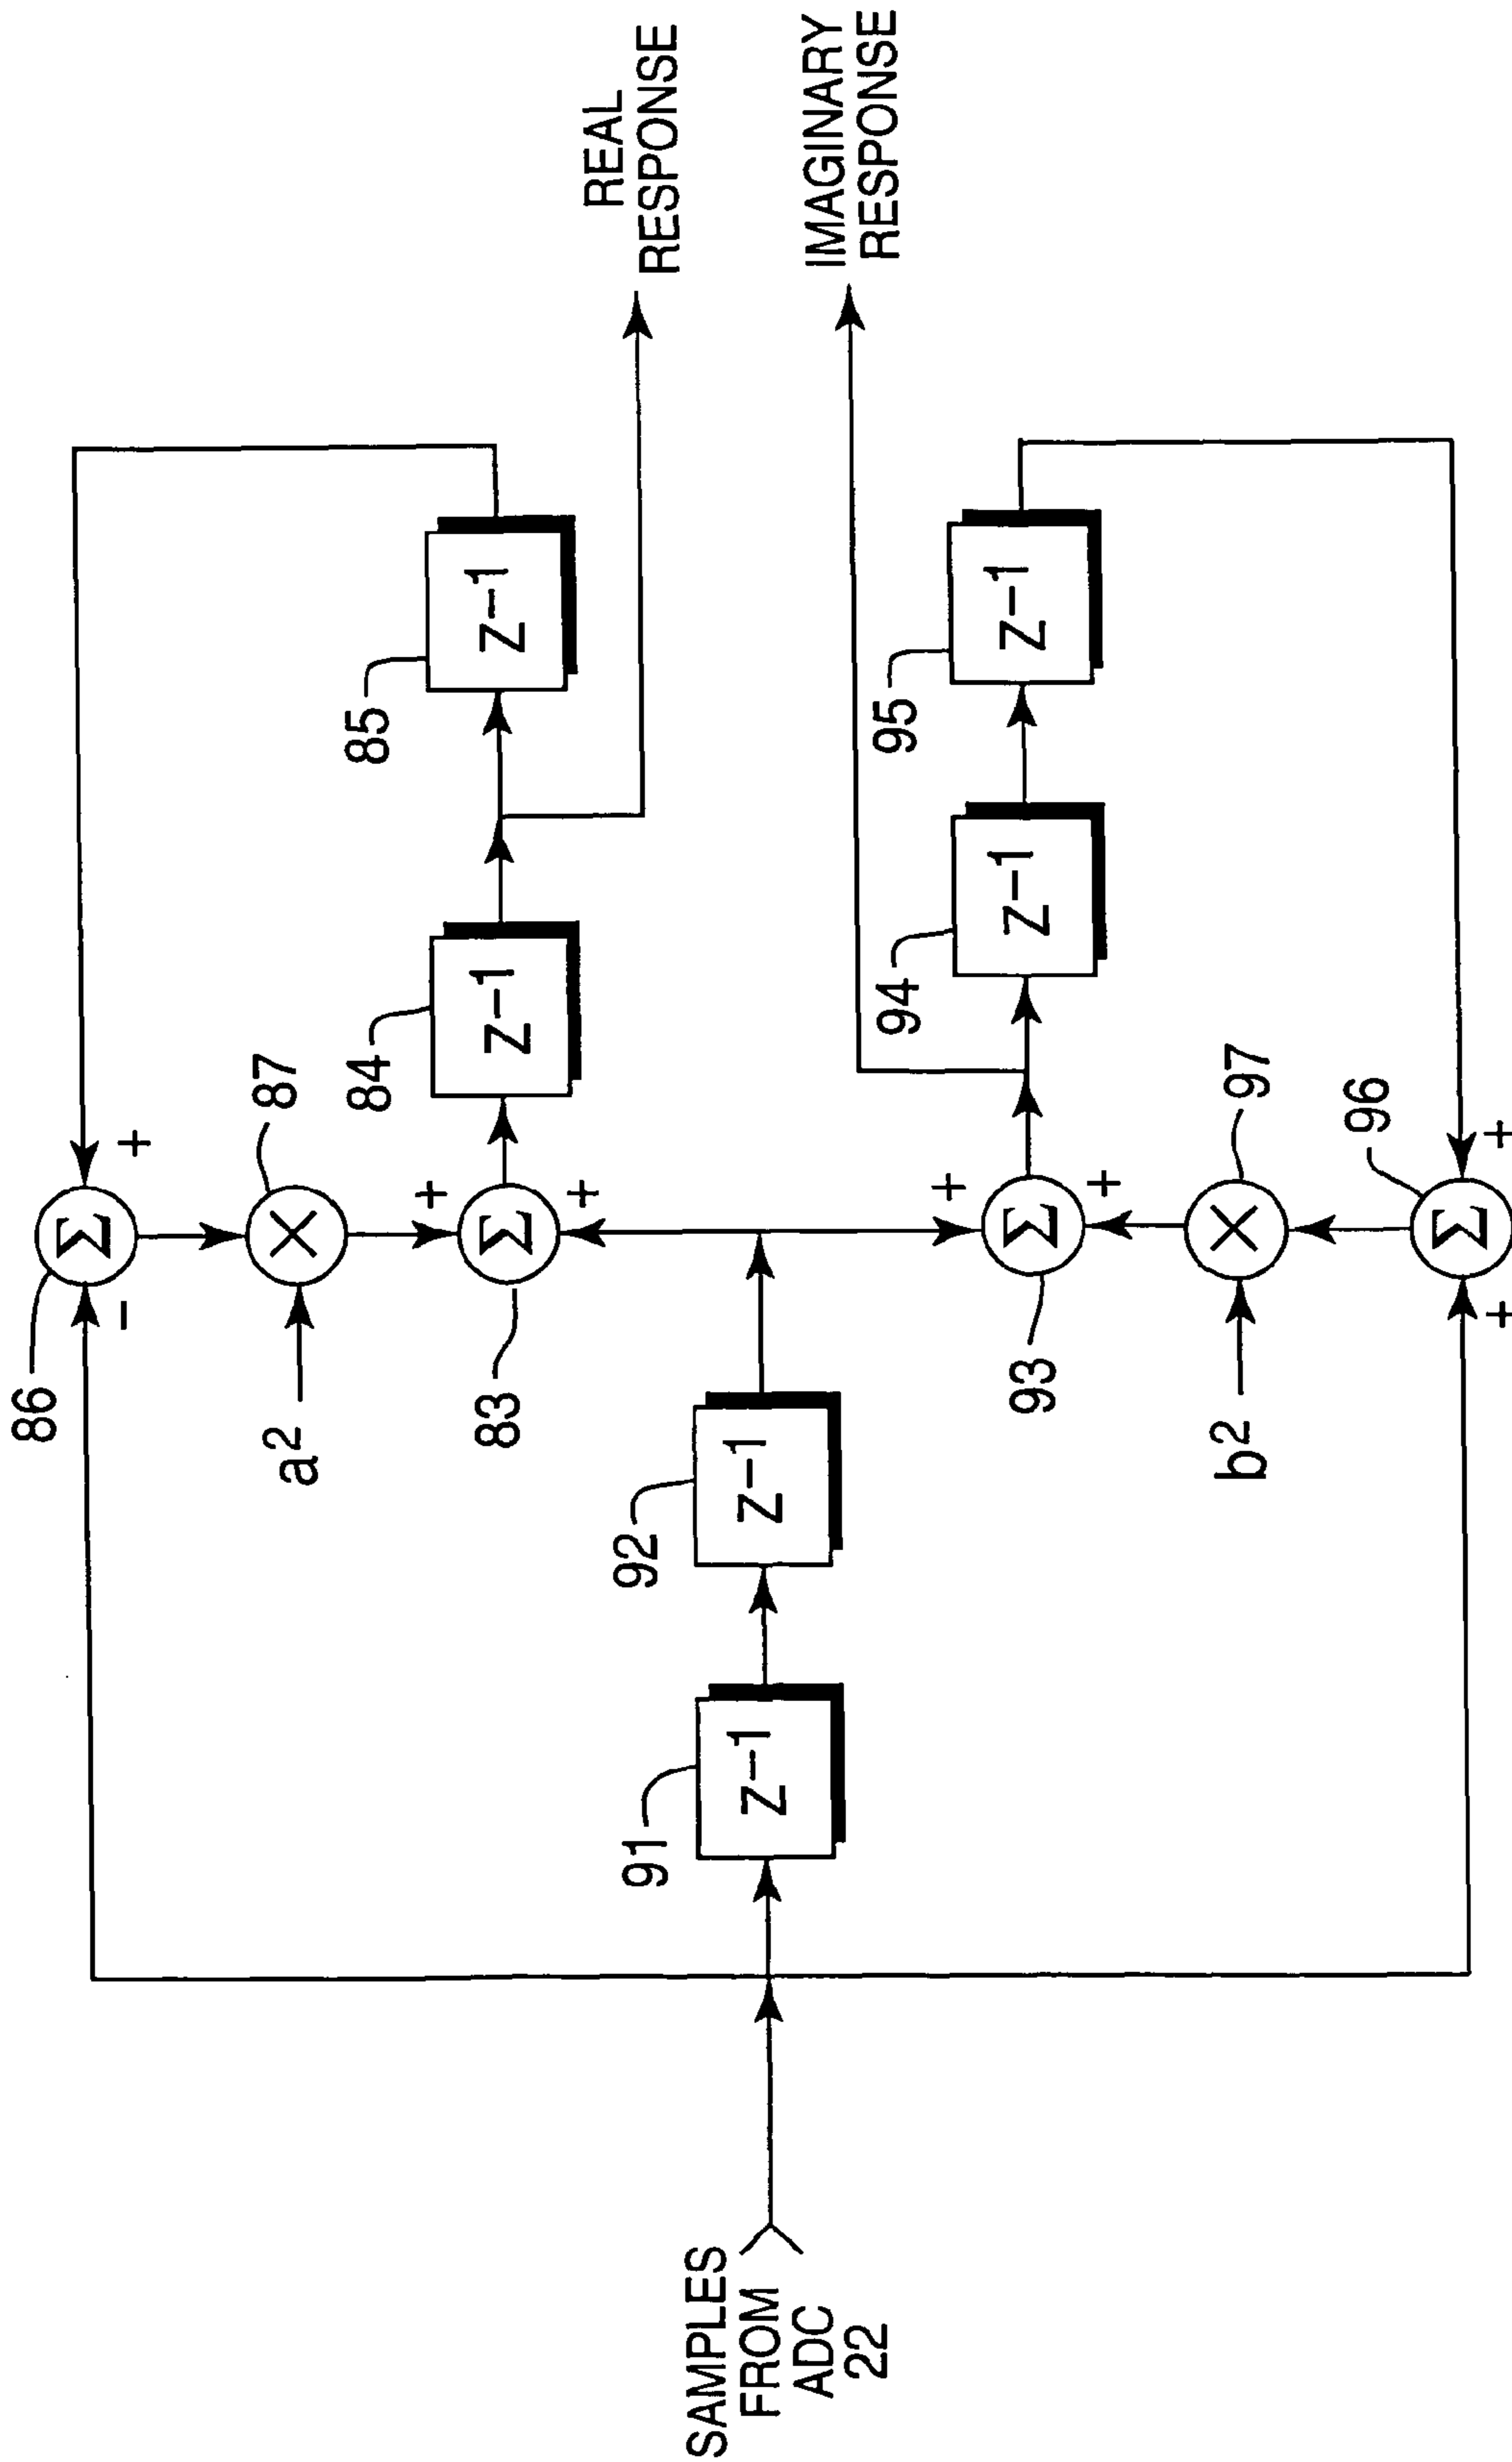 86
Σ
+
-
a²
×
87
83
Σ
+
+
84
z⁻¹
85
z⁻¹
REAL
RESPONSE
SAMPLES
FROM
ADC
22
91
z⁻¹
92
z⁻¹
IMAGINARY
RESPONSE
93
Σ
+
+
94
z⁻¹
95
z⁻¹
b²
×
97
96
Σ
+
+